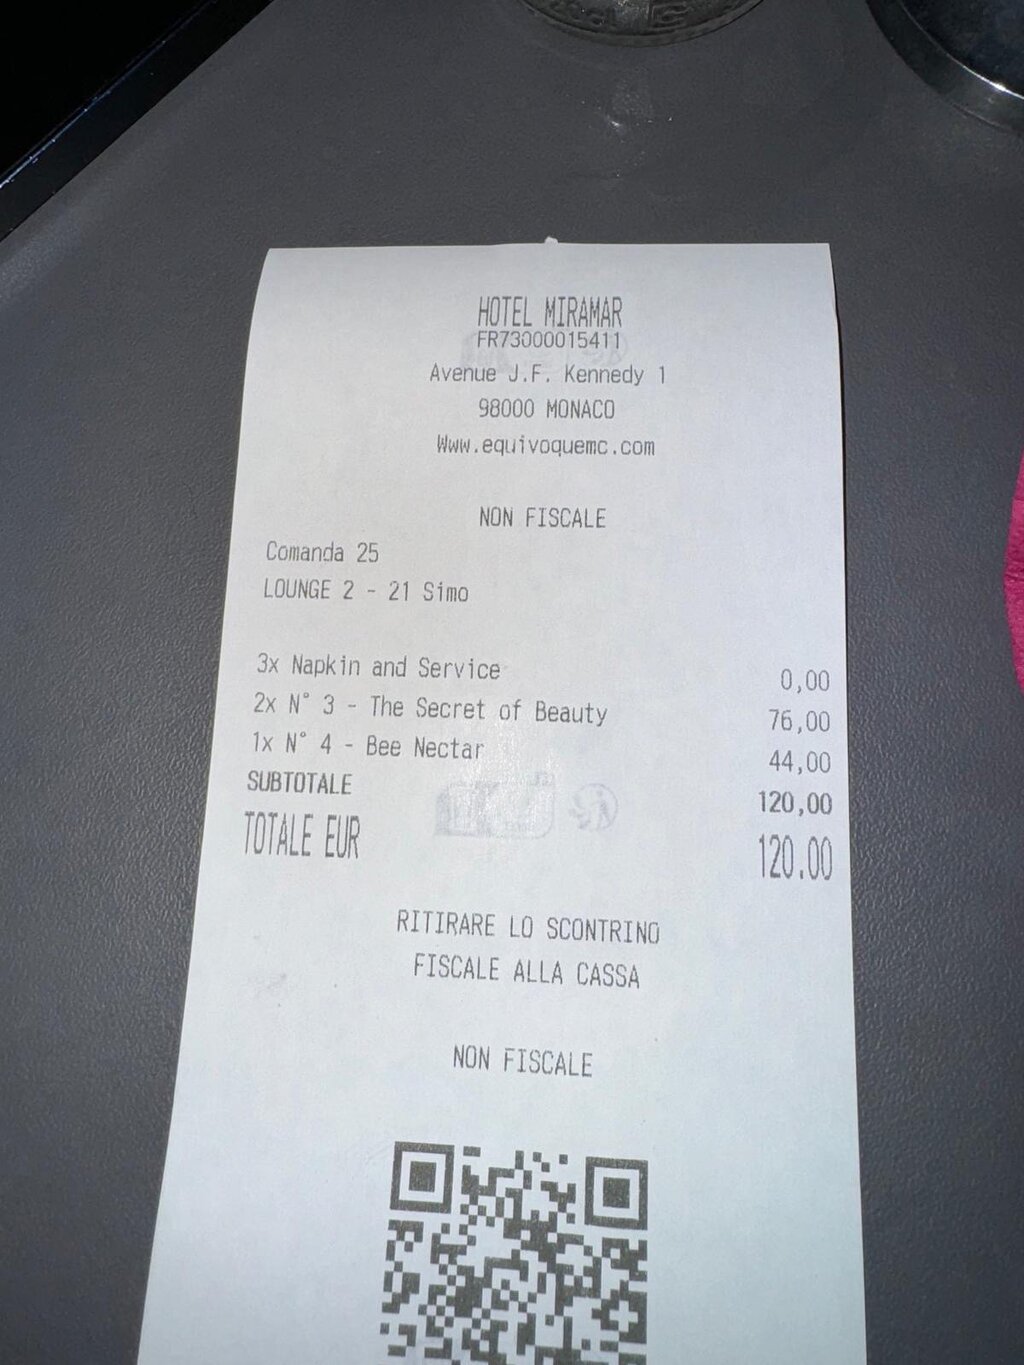 HOTEL MIRAMAR
FR73000015411
Avenue J.F. Kennedy 1
98000 MONACO
Www.equivoquemc.com
NON FISCALE
Comanda 25
LOUNGE 2 - 21 Simo
3x Napkin and Service 0,00
2x N° 3 - The Secret of Beauty 76,00
1x N° 4 - Bee Nectar 44,00
SUBTOTALE 120,00
TOTALE EUR 120.00
RITIRARE LO SCONTRINO
FISCALE ALLA CASSA
NON FISCALE